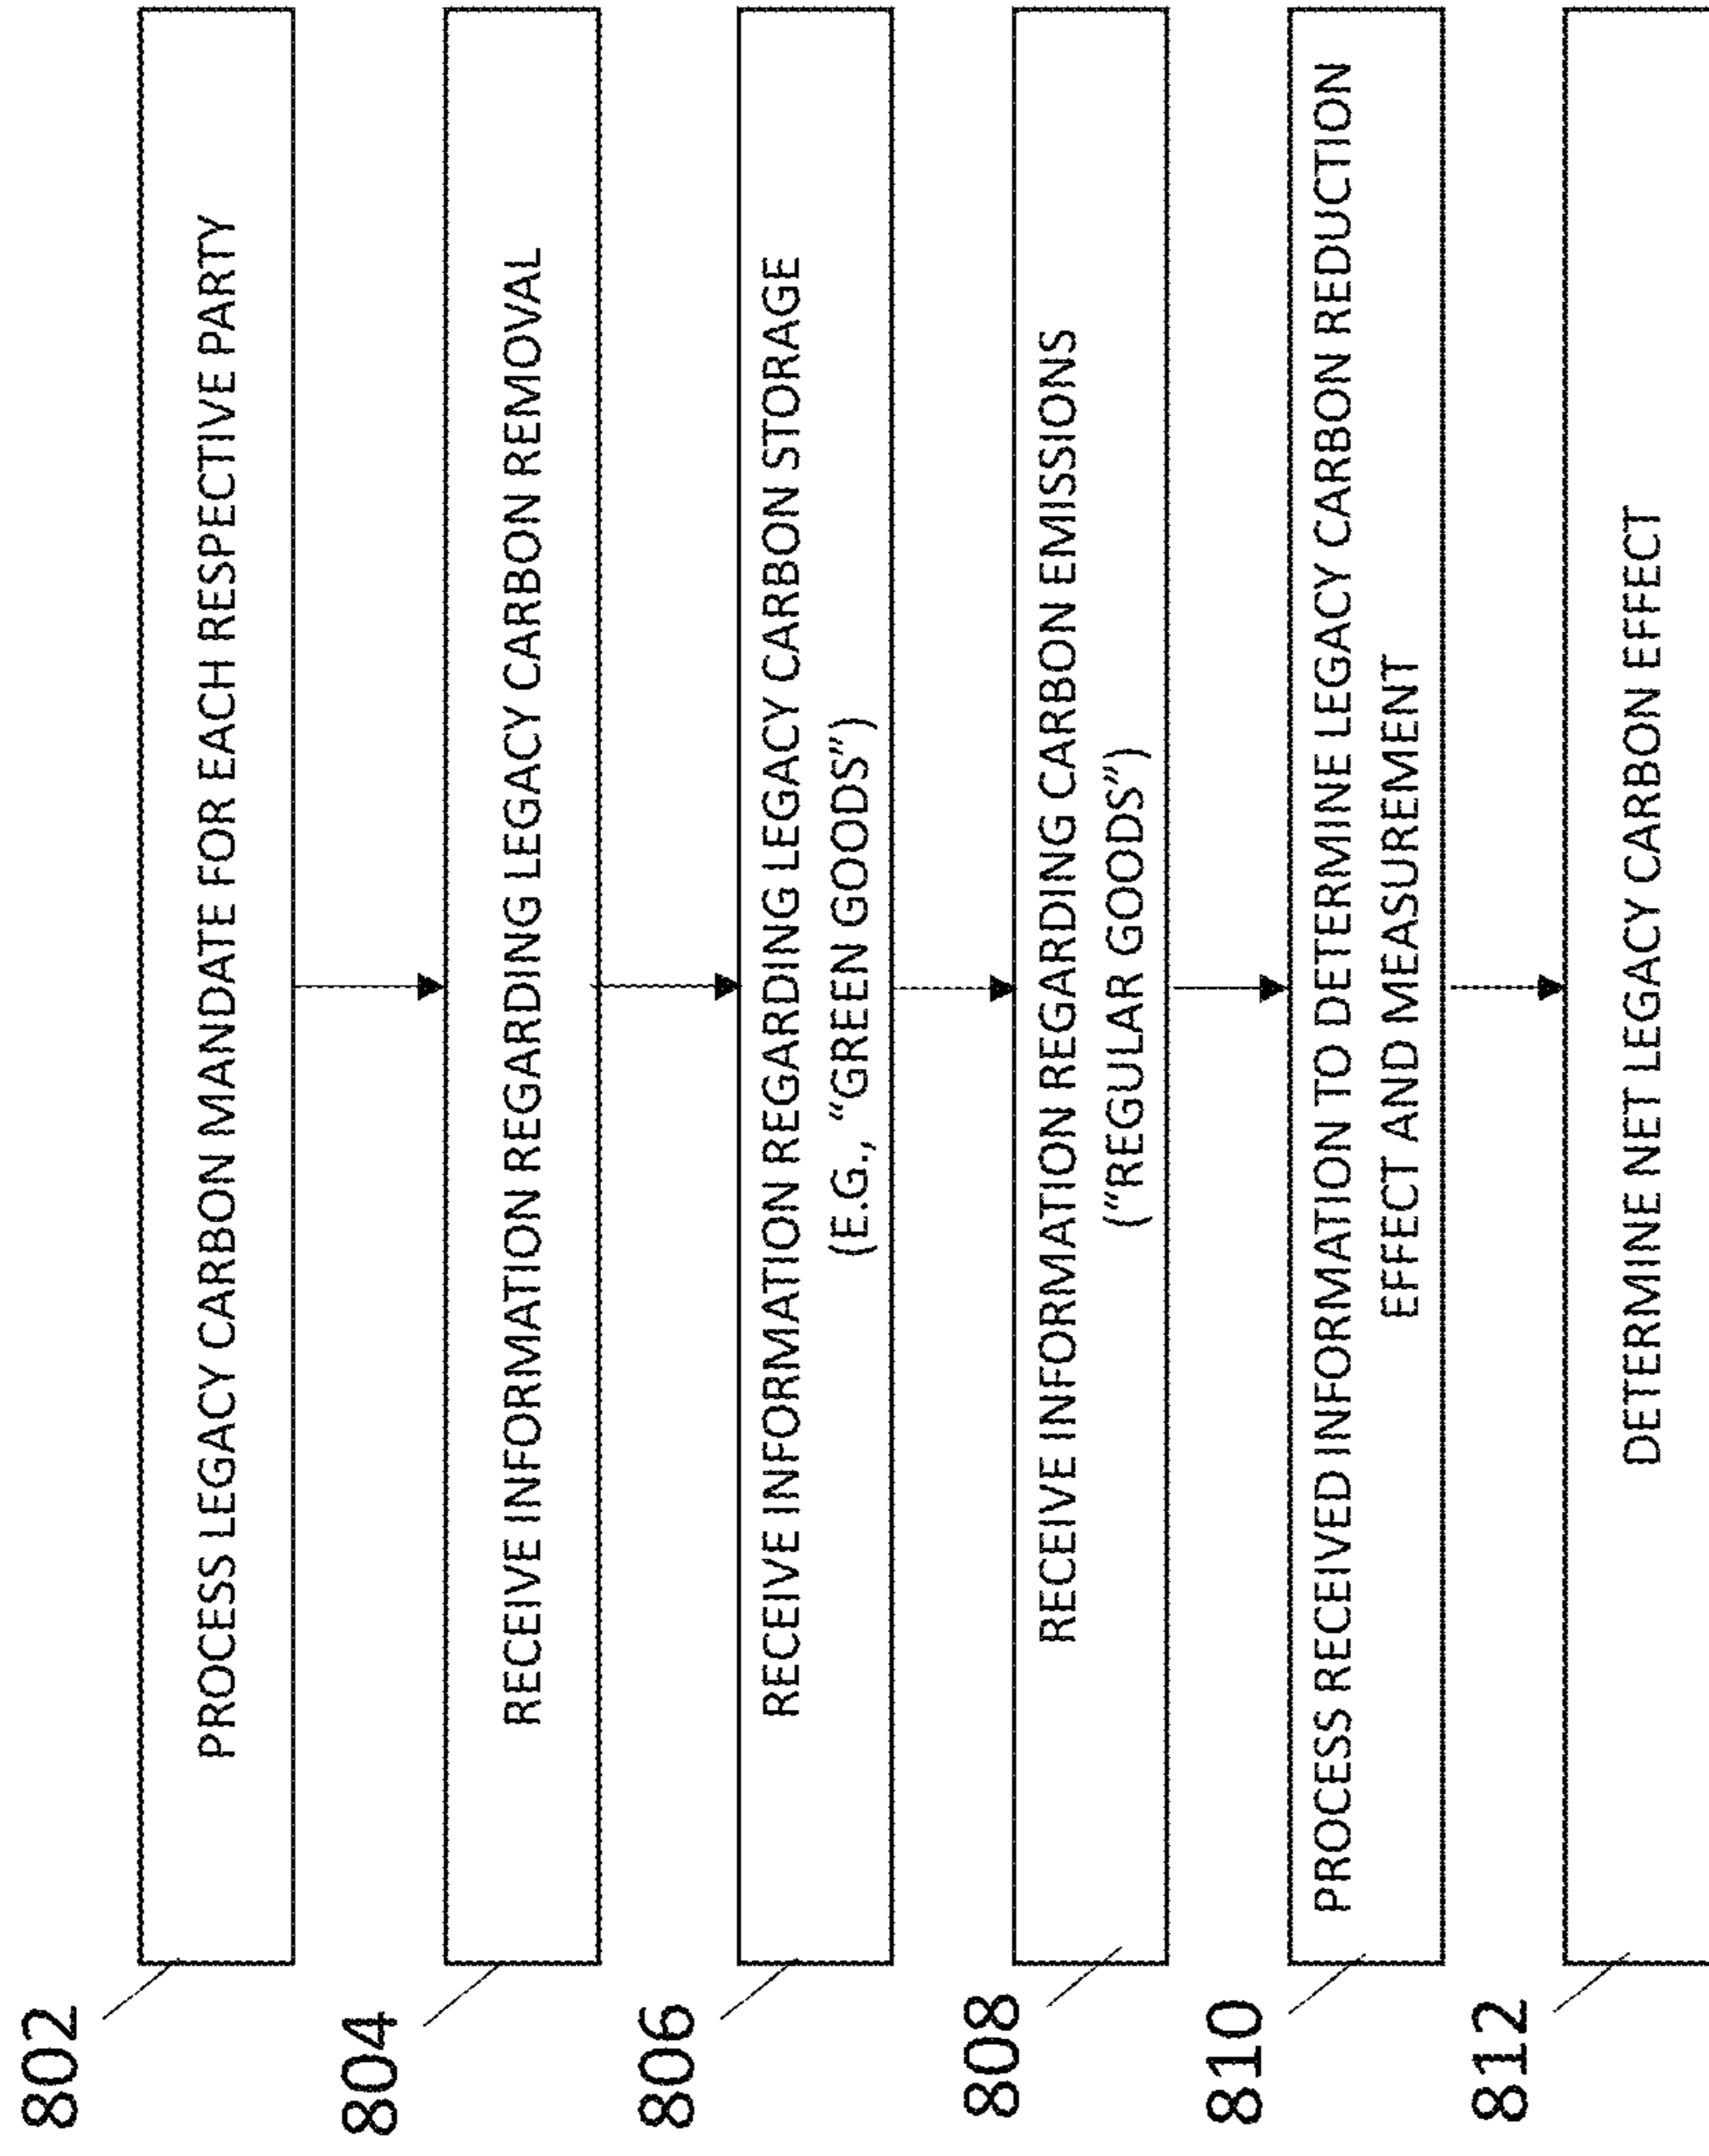 802
PROCESS LEGACY CARBON MANDATE FOR EACH RESPECTIVE PARTY
804
RECEIVE INFORMATION REGARDING LEGACY CARBON REMOVAL
806
RECEIVE INFORMATION REGARDING LEGACY CARBON STORAGE
(E.G., “GREEN GOODS”)
808
RECEIVE INFORMATION REGARDING CARBON EMISSIONS
(“REGULAR GOODS”)
810
PROCESS RECEIVED INFORMATION TO DETERMINE LEGACY CARBON REDUCTION
EFFECT AND MEASUREMENT
812
DETERMINE NET LEGACY CARBON EFFECT